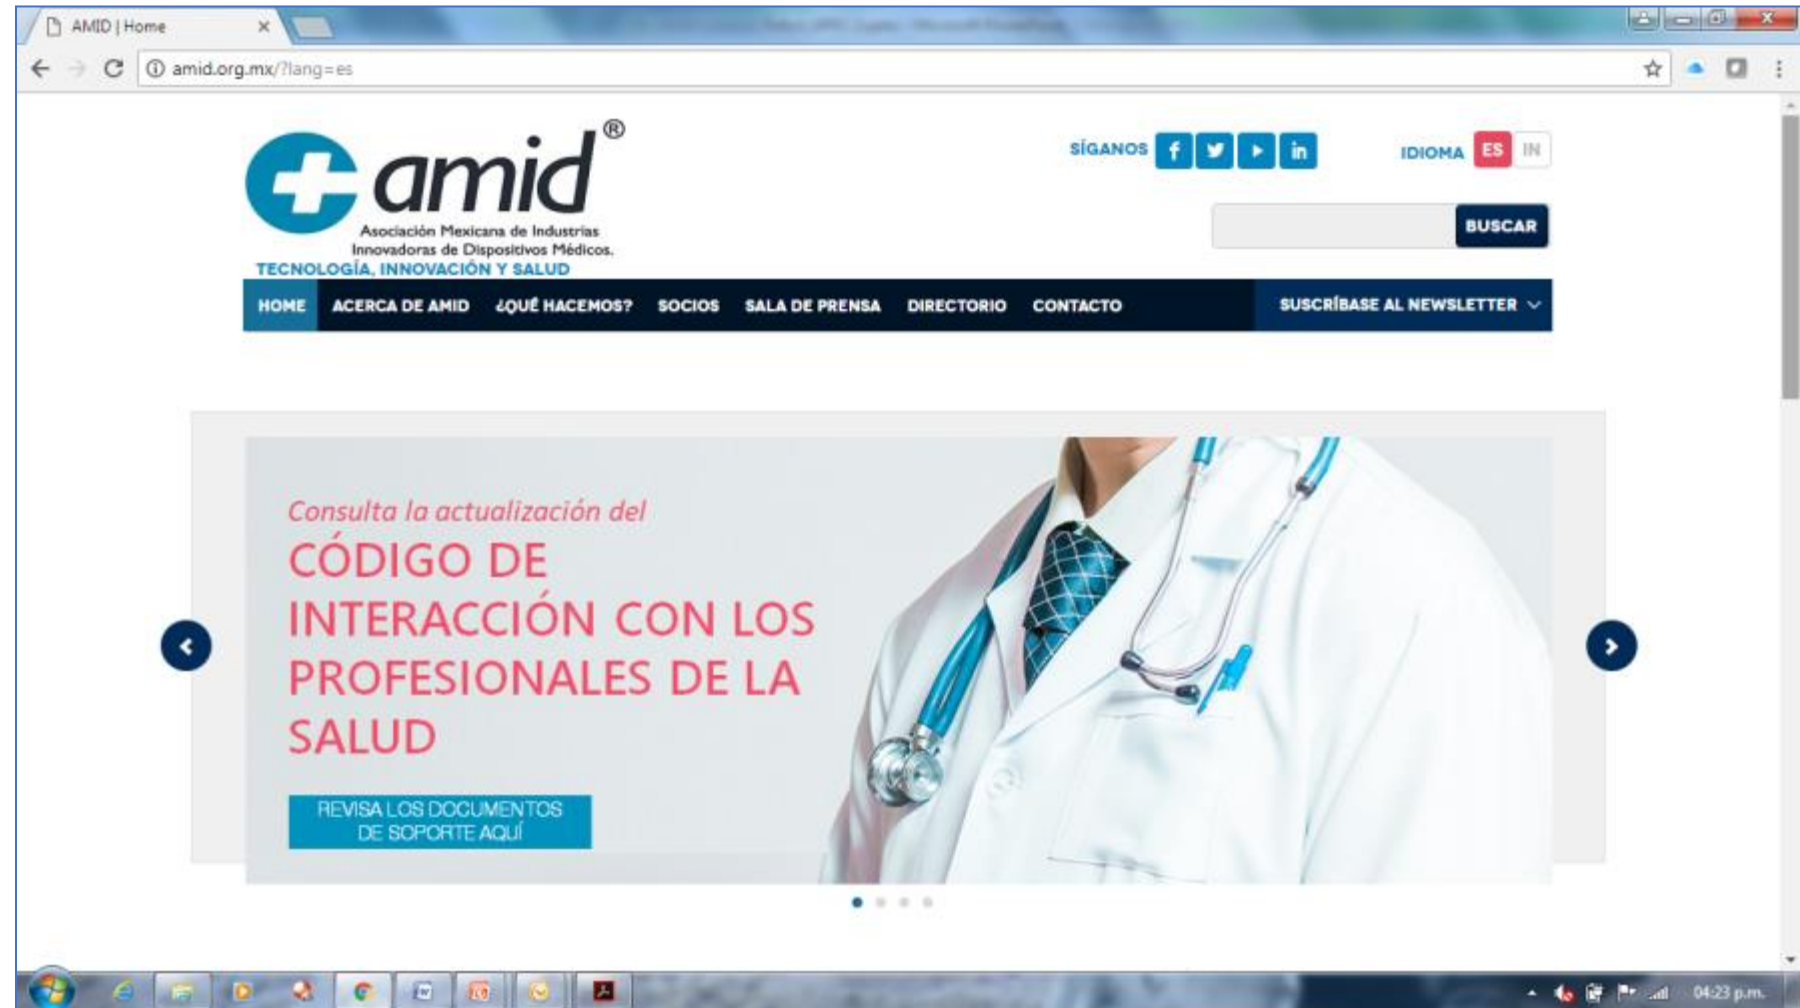 AMID | Home
amid.org.mx/?lang=es
amid®
Asociación Mexicana de Industrias
Innovadoras de Dispositivos Médicos.
TECNOLOGÍA, INNOVACIÓN Y SALUD
SÍGANOS
IDIOMA ES IN
BUSCAR
HOME ACERCA DE AMID ¿QUÉ HACEMOS? SOCIOS SALA DE PRENSA DIRECTORIO CONTACTO SUSCRÍBASE AL NEWSLETTER
Consulta la actualización del
CÓDIGO DE
INTERACCIÓN CON LOS
PROFESIONALES DE LA
SALUD
REVISA LOS DOCUMENTOS
DE SOPORTE AQUÍ
04:23 p.m.